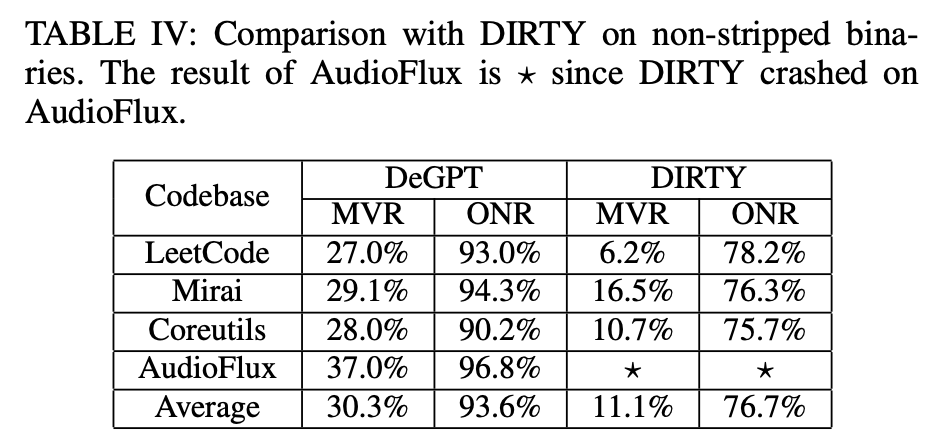 TABLE IV: Comparison with DIRTY on non-stripped bina-
ries. The result of AudioFlux is ⋆ since DIRTY crashed on
AudioFlux.
Codebase DeGPT DIRTY
MVR ONR MVR ONR
LeetCode 27.0% 93.0% 6.2% 78.2%
Mirai 29.1% 94.3% 16.5% 76.3%
Coreutils 28.0% 90.2% 10.7% 75.7%
AudioFlux 37.0% 96.8% ⋆ ⋆
Average 30.3% 93.6% 11.1% 76.7%